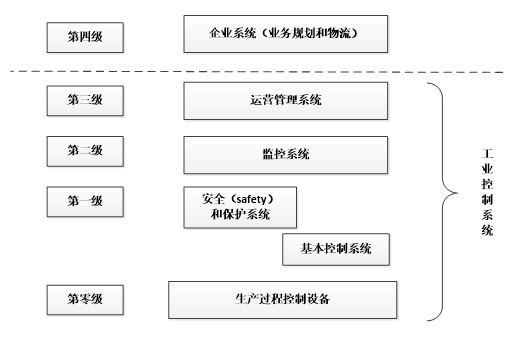 第四级
企业系统（业务规划和物流）
第三级
运营管理系统
第二级
监控系统
第一级
安全（safety）
和保护系统
基本控制系统
第零级
生产过程控制设备
工业控制系统